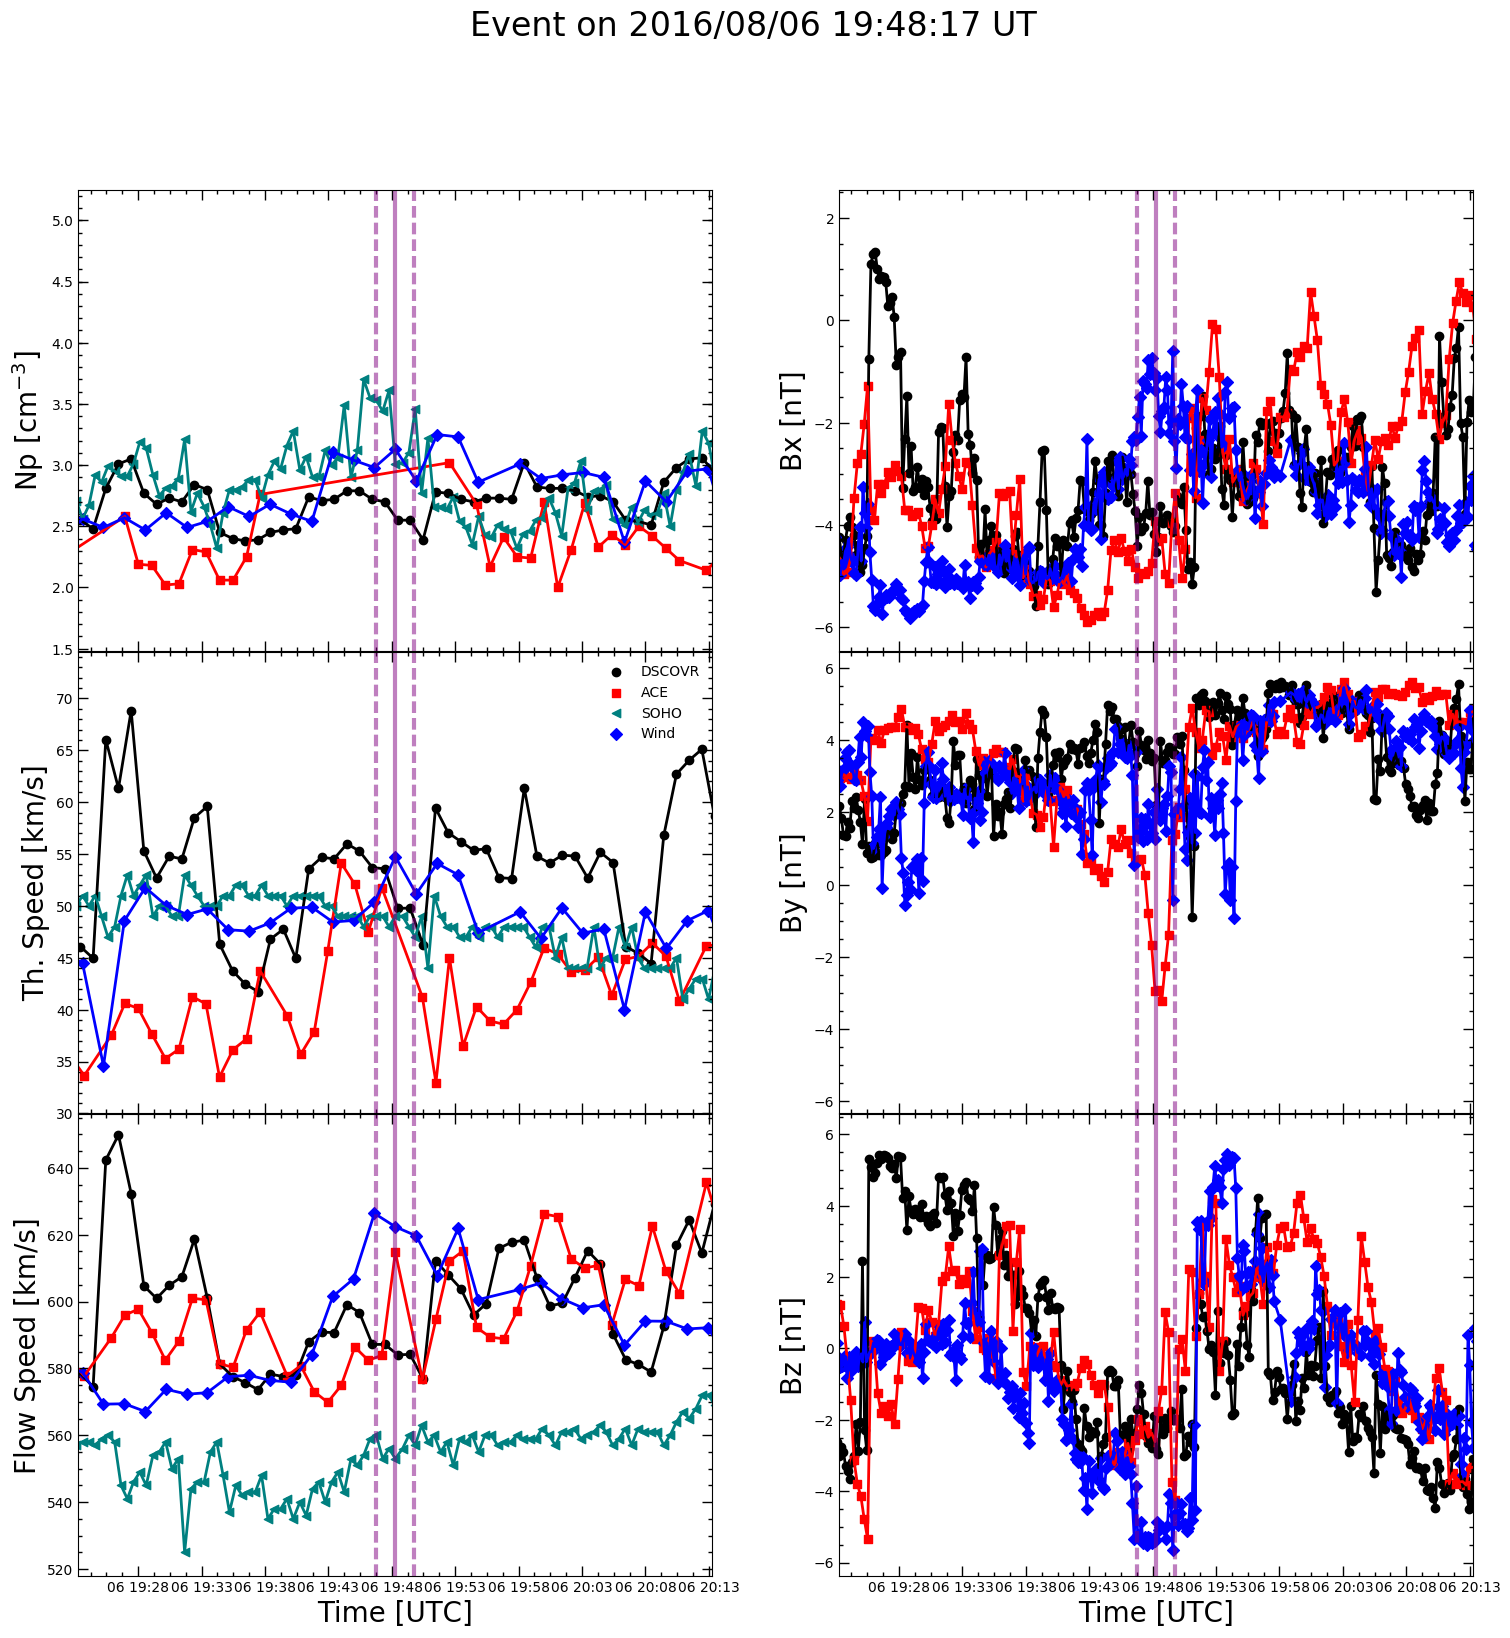 Event on 2016/08/06 19:48:17 UT
Np [cm⁻³]
5.0
4.5
4.0
3.5
3.0
2.5
2.0
1.5
Th. Speed [km/s]
70
65
60
55
50
45
40
35
30
DSCOVR
ACE
SOHO
Wind
Flow Speed [km/s]
640
620
600
580
560
540
520
06 19:28 06 19:33 06 19:38 06 19:43 06 19:48 06 19:53 06 19:58 06 20:03 06 20:08 06 20:13
Time [UTC]
Bx [nT]
2
0
−2
−4
−6
By [nT]
6
4
2
0
−2
−4
−6
Bz [nT]
6
4
2
0
−2
−4
−6
06 19:28 06 19:33 06 19:38 06 19:43 06 19:48 06 19:53 06 19:58 06 20:03 06 20:08 06 20:13
Time [UTC]